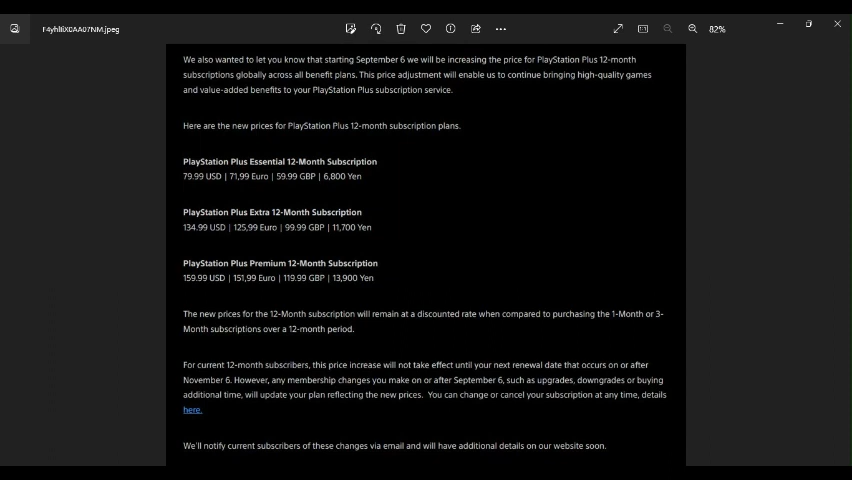 F4yhliiX0AA07NM.jpeg
82%
We also wanted to let you know that starting September 6 we will be increasing the price for PlayStation Plus 12-month
subscriptions globally across all benefit plans. This price adjustment will enable us to continue bringing high-quality games
and value-added benefits to your PlayStation Plus subscription service.
Here are the new prices for PlayStation Plus 12-month subscription plans.
PlayStation Plus Essential 12-Month Subscription
79.99 USD | 71,99 Euro | 59.99 GBP | 6,800 Yen
PlayStation Plus Extra 12-Month Subscription
134.99 USD | 125,99 Euro | 99.99 GBP | 11,700 Yen
PlayStation Plus Premium 12-Month Subscription
159.99 USD | 151,99 Euro | 119.99 GBP | 13,900 Yen
The new prices for the 12-Month subscription will remain at a discounted rate when compared to purchasing the 1-Month or 3-
Month subscriptions over a 12-month period.
For current 12-month subscribers, this price increase will not take effect until your next renewal date that occurs on or after
November 6. However, any membership changes you make on or after September 6, such as upgrades, downgrades or buying
additional time, will update your plan reflecting the new prices. You can change or cancel your subscription at any time, details
here.
We'll notify current subscribers of these changes via email and will have additional details on our website soon.